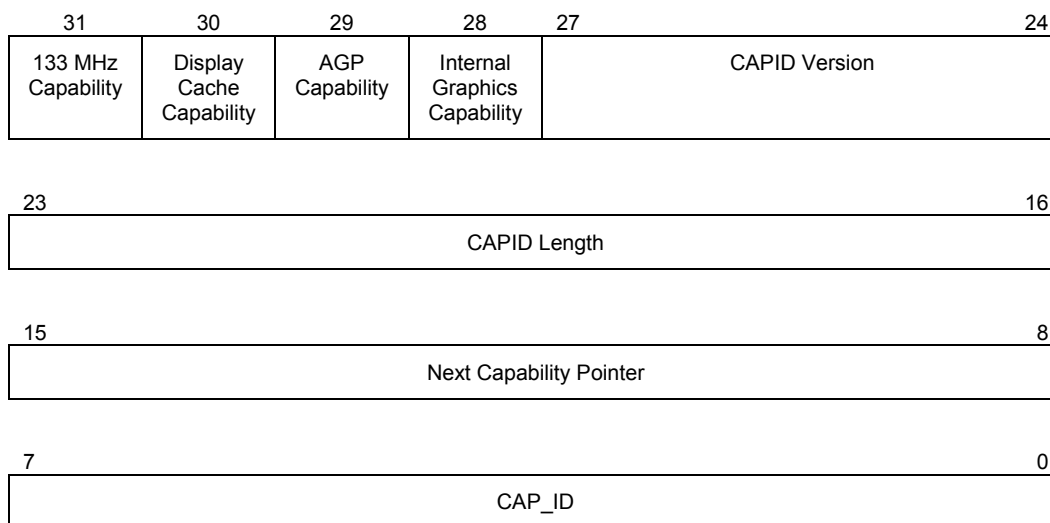 31 30 29 28 27 24
133 MHz Display AGP Internal CAPID Version
Capability Cache Capability Graphics
Capability Capability
23 16
CAPID Length
15 8
Next Capability Pointer
7 0
CAP_ID